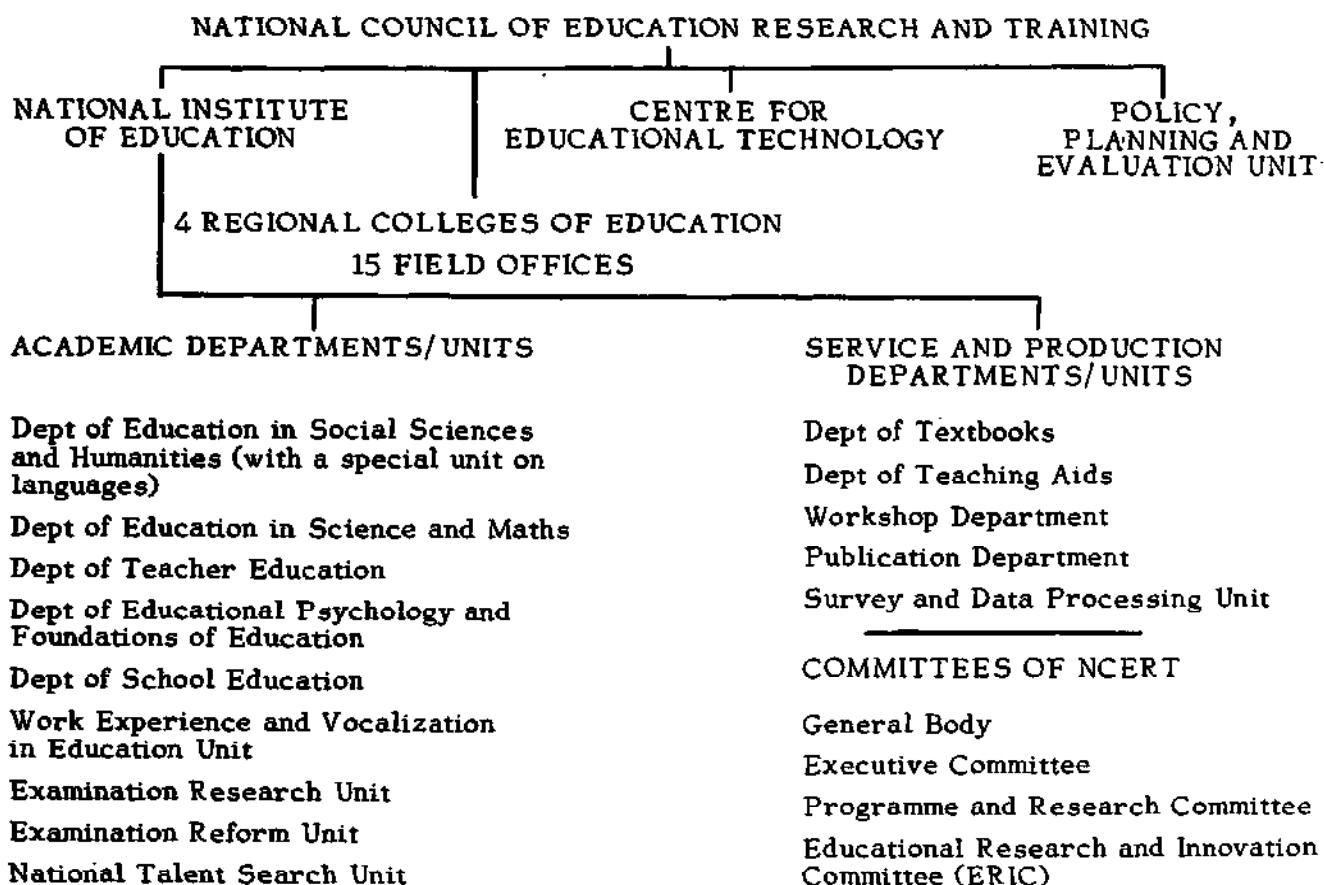 NATIONAL COUNCIL OF EDUCATION RESEARCH AND TRAINING
NATIONAL INSTITUTE
OF EDUCATION
CENTRE FOR
EDUCATIONAL TECHNOLOGY
POLICY,
PLANNING AND
EVALUATION UNIT
4 REGIONAL COLLEGES OF EDUCATION
15 FIELD OFFICES
ACADEMIC DEPARTMENTS/UNITS
Dept of Education in Social Sciences
and Humanities (with a special unit on
languages)
Dept of Education in Science and Maths
Dept of Teacher Education
Dept of Educational Psychology and
Foundations of Education
Dept of School Education
Work Experience and Vocalization
in Education Unit
Examination Research Unit
Examination Reform Unit
National Talent Search Unit
SERVICE AND PRODUCTION
DEPARTMENTS/UNITS
Dept of Textbooks
Dept of Teaching Aids
Workshop Department
Publication Department
Survey and Data Processing Unit
COMMITTEES OF NCERT
General Body
Executive Committee
Programme and Research Committee
Educational Research and Innovation
Committee (ERIC)